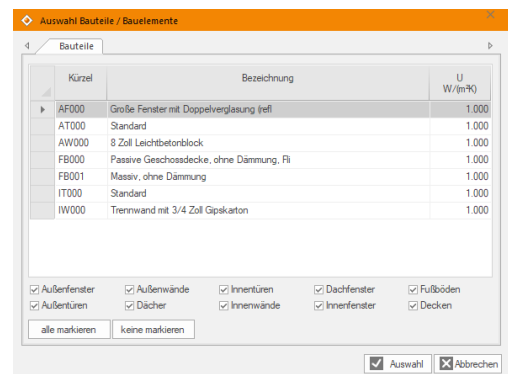 Auswahl Bauteile / Bauelemente
Bauteile
Kürzel Bezeichnung U W/(m²K)
AF000 Große Fenster mit Doppelverglasung (refl 1.000
AT000 Standard 1.000
AW000 8 Zoll Leichtbetonblock 1.000
FB000 Passive Geschossdecke, ohne Dämmung, Fli 1.000
FB001 Massiv, ohne Dämmung 1.000
IT000 Standard 1.000
IW000 Trennwand mit 3/4 Zoll Gipskarton 1.000
Außenfenster Außenwände Innentüren Dachfenster Fußböden
Außentüren Dächer Innenwände Innenfenster Decken
alle markieren keine markieren
Auswahl Abbrechen